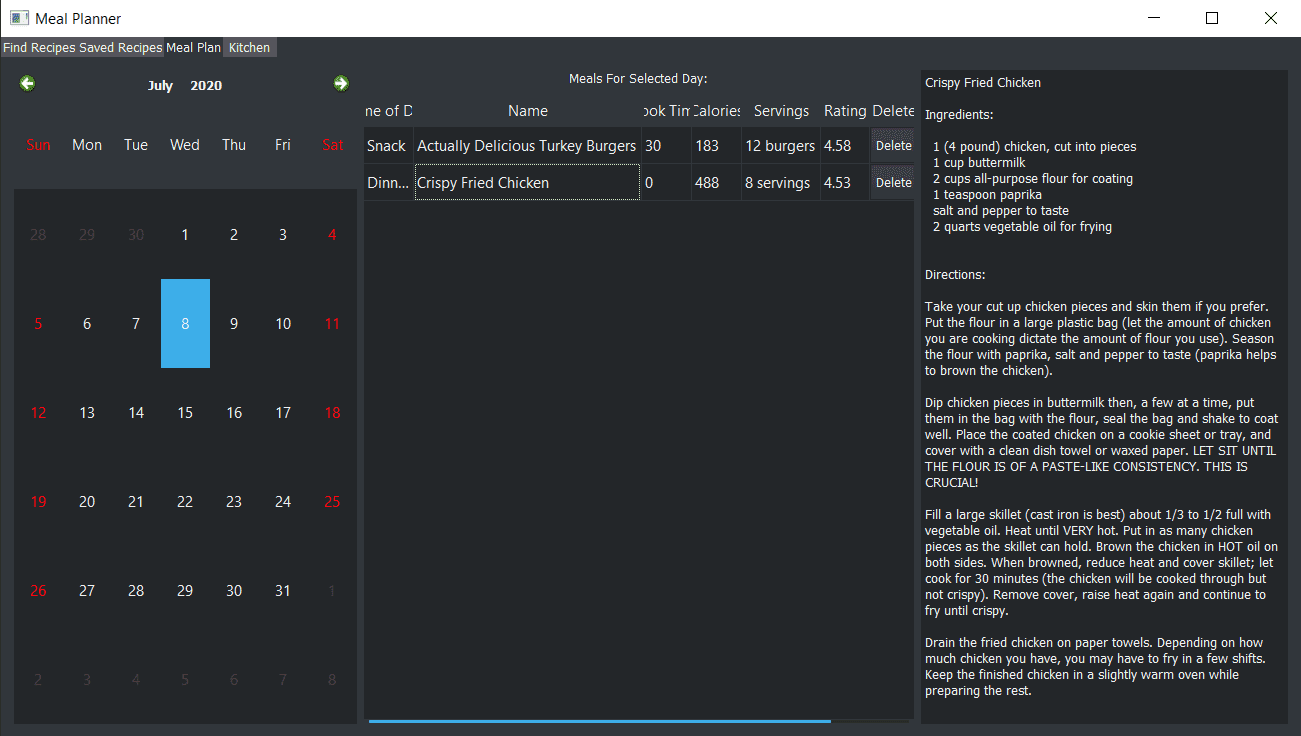 Meal Planner
Find Recipes Saved Recipes Meal Plan Kitchen
July 2020
Sun Mon Tue Wed Thu Fri Sat
28 29 30 1 2 3 4
5 6 7 8 9 10 11
12 13 14 15 16 17 18
19 20 21 22 23 24 25
26 27 28 29 30 31 1
2 3 4 5 6 7 8
Meals For Selected Day:
ne of D Name ook Tim Calories Servings Rating Delete
Snack Actually Delicious Turkey Burgers 30 183 12 burgers 4.58 Delete
Dinn... Crispy Fried Chicken 0 488 8 servings 4.53 Delete
Crispy Fried Chicken
Ingredients:
1 (4 pound) chicken, cut into pieces
1 cup buttermilk
2 cups all-purpose flour for coating
1 teaspoon paprika
salt and pepper to taste
2 quarts vegetable oil for frying
Directions:
Take your cut up chicken pieces and skin them if you prefer.
Put the flour in a large plastic bag (let the amount of chicken
you are cooking dictate the amount of flour you use). Season
the flour with paprika, salt and pepper to taste (paprika helps
to brown the chicken).
Dip chicken pieces in buttermilk then, a few at a time, put
them in the bag with the flour, seal the bag and shake to coat
well. Place the coated chicken on a cookie sheet or tray, and
cover with a clean dish towel or waxed paper. LET SIT UNTIL
THE FLOUR IS OF A PASTE-LIKE CONSISTENCY. THIS IS
CRUCIAL!
Fill a large skillet (cast iron is best) about 1/3 to 1/2 full with
vegetable oil. Heat until VERY hot. Put in as many chicken
pieces as the skillet can hold. Brown the chicken in HOT oil on
both sides. When browned, reduce heat and cover skillet; let
cook for 30 minutes (the chicken will be cooked through but
not crispy). Remove cover, raise heat again and continue to
fry until crispy.
Drain the fried chicken on paper towels. Depending on how
much chicken you have, you may have to fry in a few shifts.
Keep the finished chicken in a slightly warm oven while
preparing the rest.